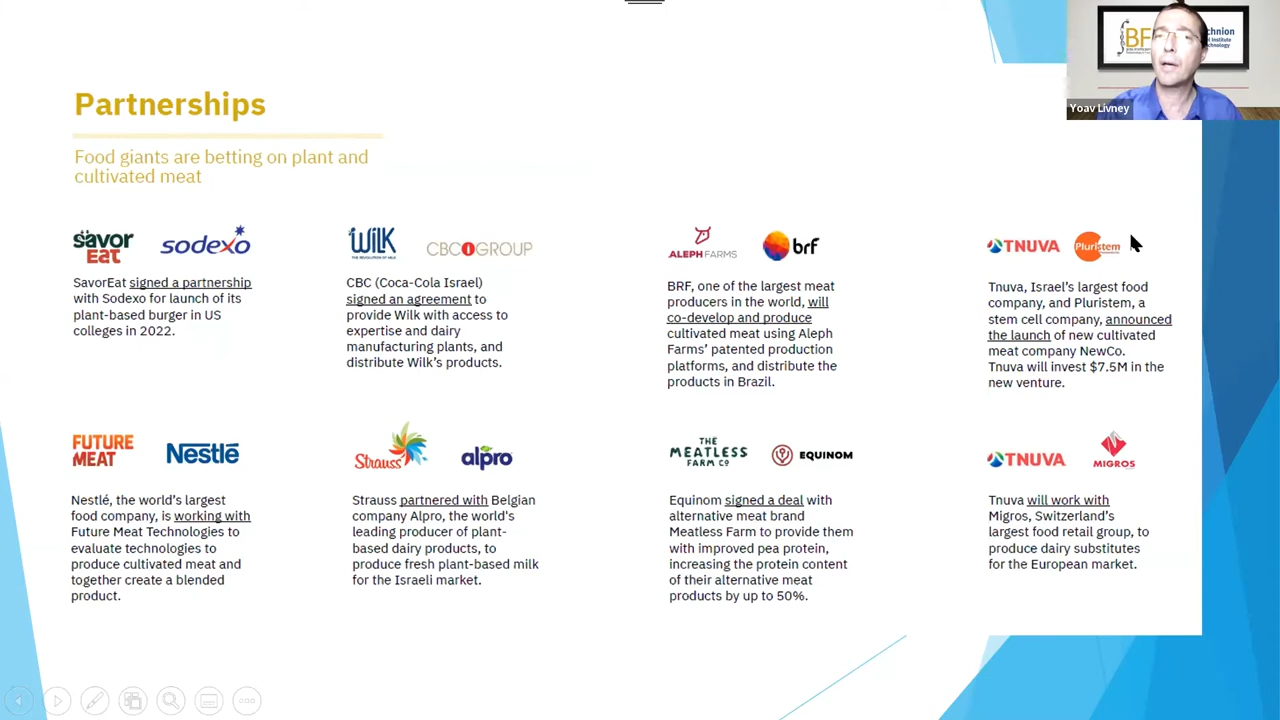 Partnerships
Food giants are betting on plant and
cultivated meat
BF
chnion
l Institute
chnology
Yoav Livney
savor
eat
sodexo
SavorEat signed a partnership
with Sodexo for launch of its
plant-based burger in US
colleges in 2022.
WILK
THE REVOLUTION OF MILK
CBC GROUP
CBC (Coca-Cola Israel)
signed an agreement to
provide Wilk with access to
expertise and dairy
manufacturing plants, and
distribute Wilk's products.
ALEPH FARMS
brf
BRF, one of the largest meat
producers in the world, will
co-develop and produce
cultivated meat using Aleph
Farms' patented production
platforms, and distribute the
products in Brazil.
TNUVA
Pluristem
Tnuva, Israel's largest food
company, and Pluristem, a
stem cell company, announced
the launch of new cultivated
meat company NewCo.
Tnuva will invest $7.5M in the
new venture.
FUTURE
MEAT
Nestlé
Nestlé, the world's largest
food company, is working with
Future Meat Technologies to
evaluate technologies to
produce cultivated meat and
together create a blended
product.
Strauss
alpro
Strauss partnered with Belgian
company Alpro, the world's
leading producer of plant-
based dairy products, to
produce fresh plant-based milk
for the Israeli market.
THE
MEATLESS
FARM CO
EQUINOM
Equinom signed a deal with
alternative meat brand
Meatless Farm to provide them
with improved pea protein,
increasing the protein content
of their alternative meat
products by up to 50%.
TNUVA
MIGROS
Tnuva will work with
Migros, Switzerland's
largest food retail group, to
produce dairy substitutes
for the European market.